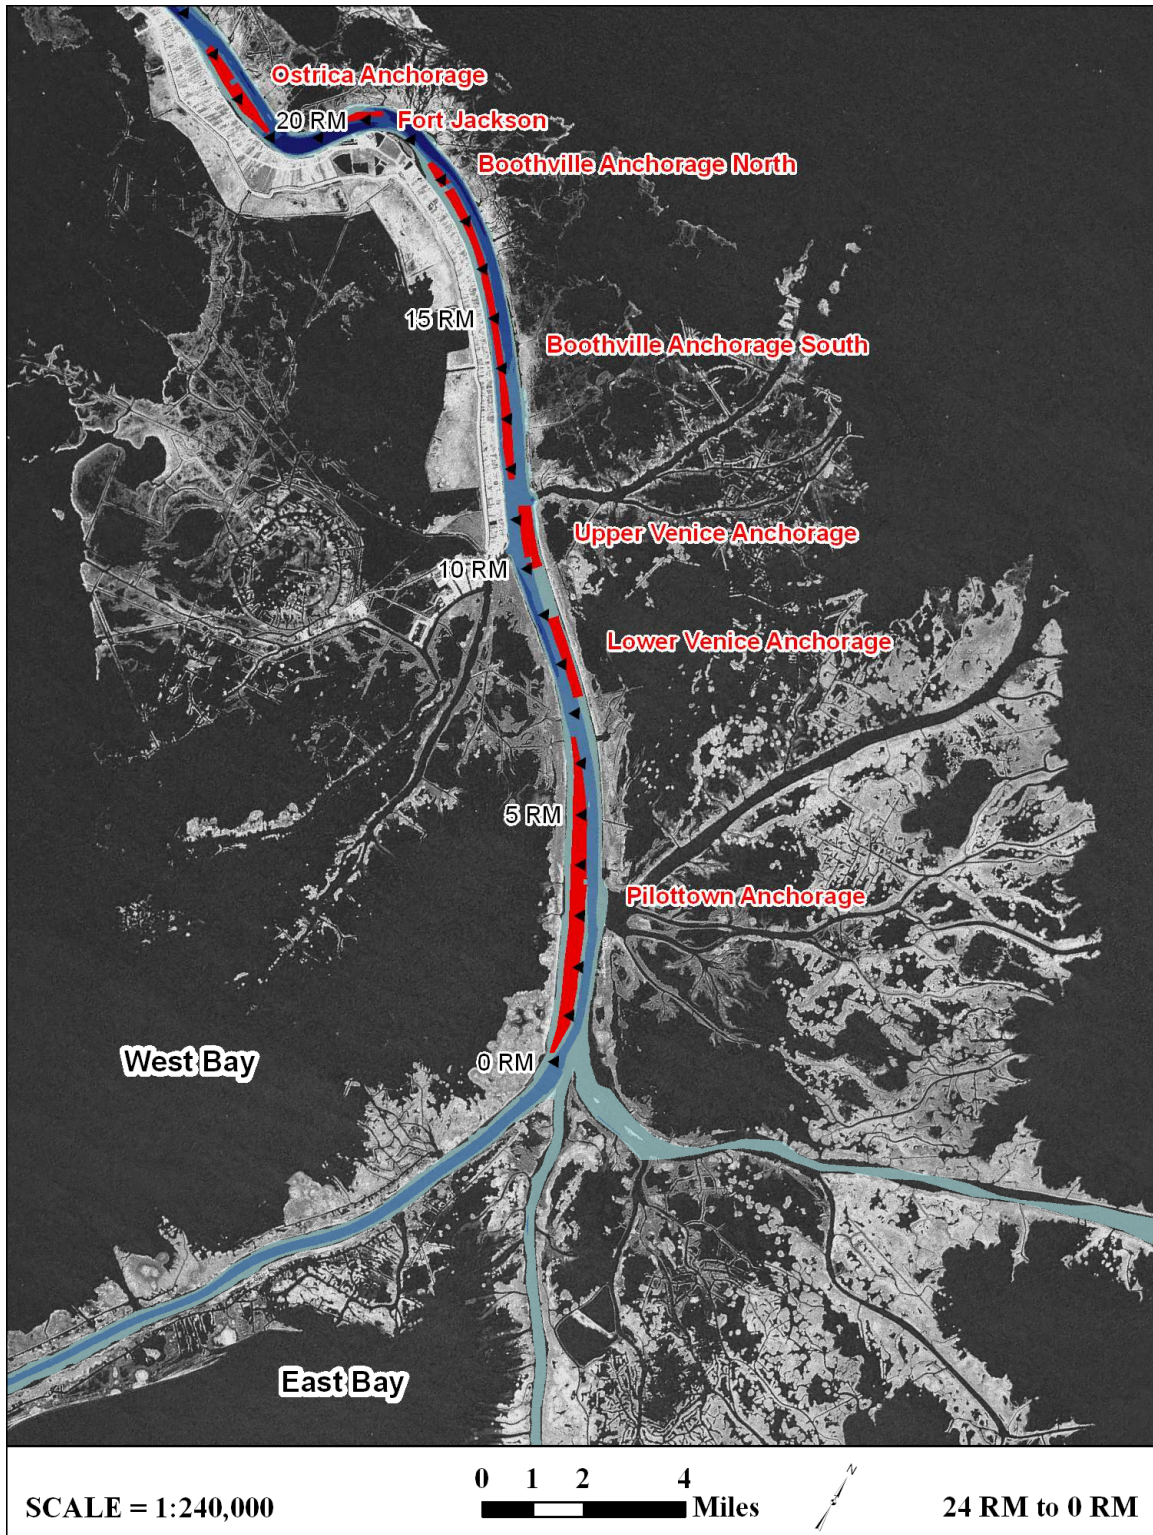 Ostrica Anchorage
20 RM
Fort Jackson
Boothville Anchorage North
15 RM
Boothville Anchorage South
Upper Venice Anchorage
10 RM
Lower Venice Anchorage
5 RM
Pilottown Anchorage
West Bay
0 RM
East Bay
N
0 1 2 4
SCALE = 1:240,000
Miles
24 RM to 0 RM